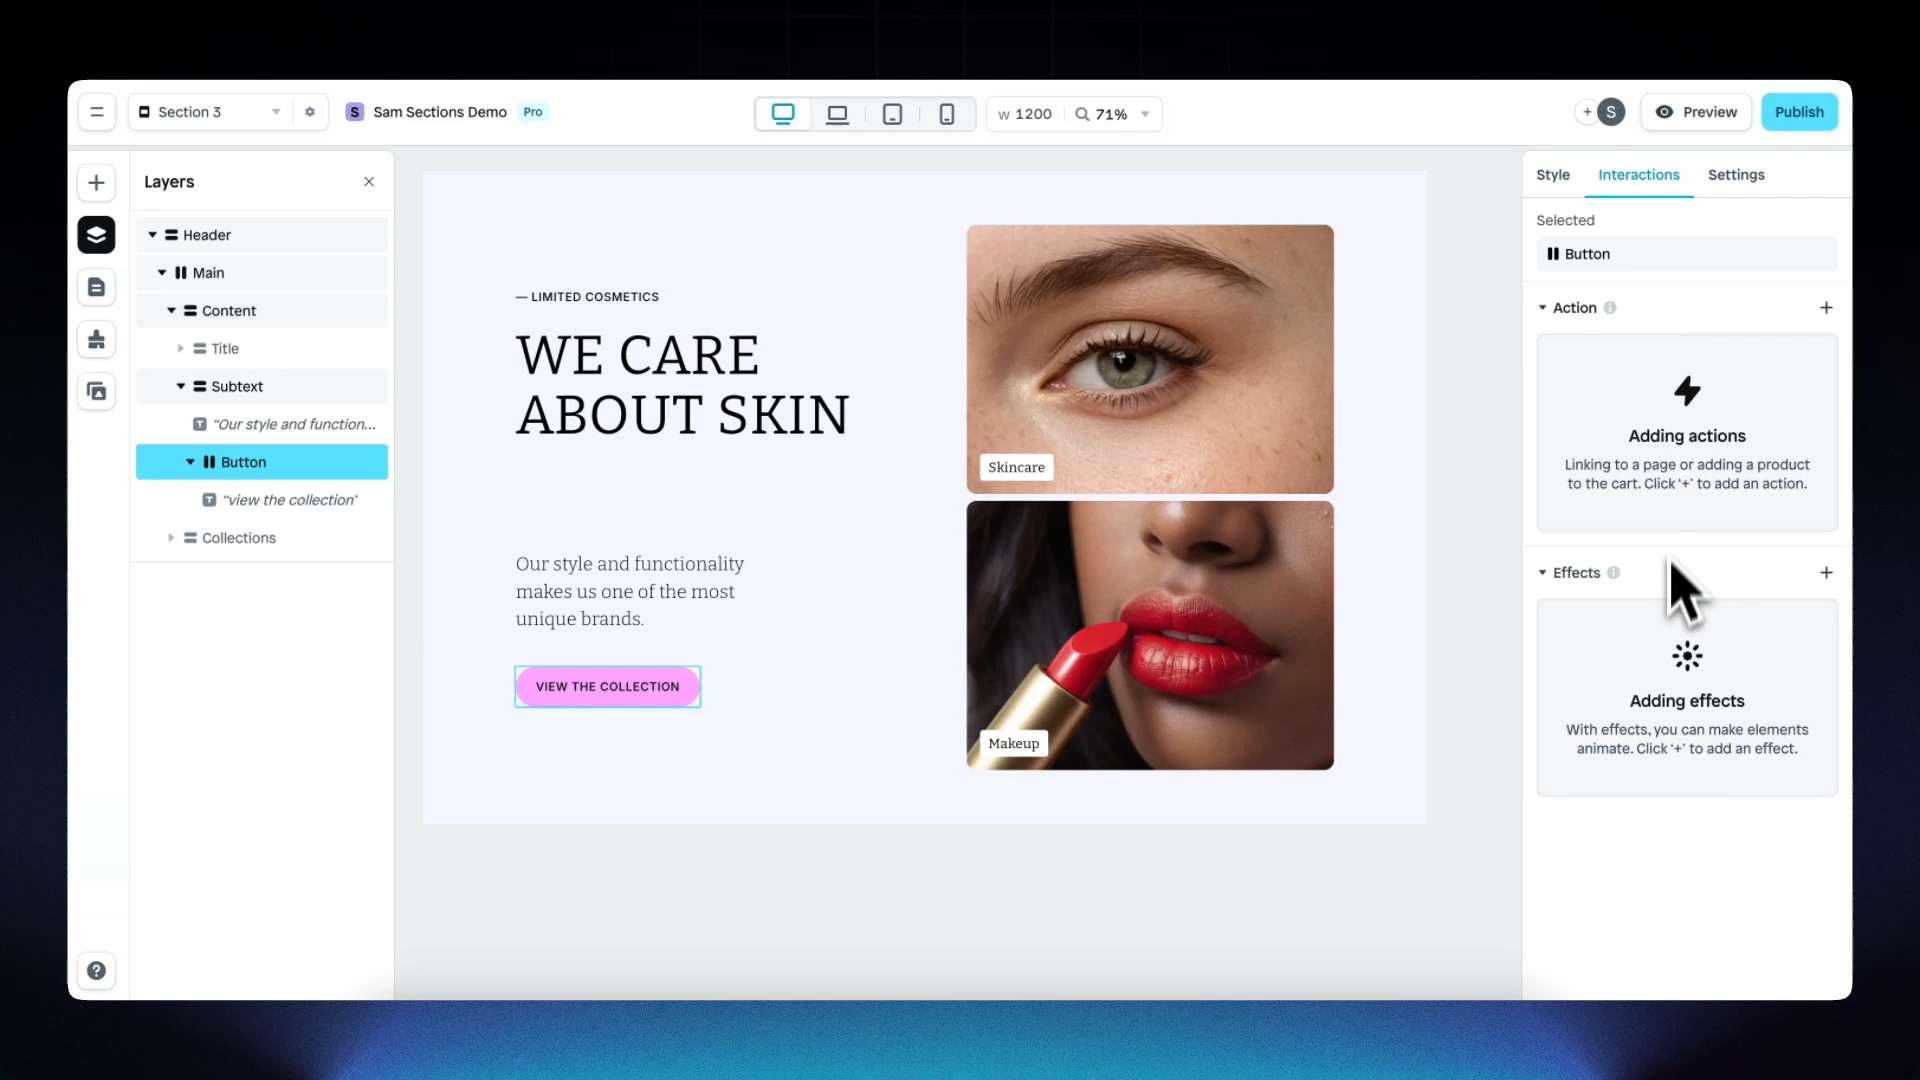 Section 3
S
Sam Sections Demo
Pro
W 1200
71%
+
S
Preview
Publish
Layers
Header
Main
Content
Title
Subtext
T
“Our style and function...
Button
T
“view the collection'
Collections
— LIMITED COSMETICS
WE CARE
ABOUT SKIN
Our style and functionality
makes us one of the most
unique brands.
VIEW THE COLLECTION
Skincare
Makeup
Style
Interactions
Settings
Selected
Button
Action
Adding actions
Linking to a page or adding a product
to the cart. Click ‘+’ to add an action.
Effects
Adding effects
With effects, you can make elements
animate. Click ‘+’ to add an effect.